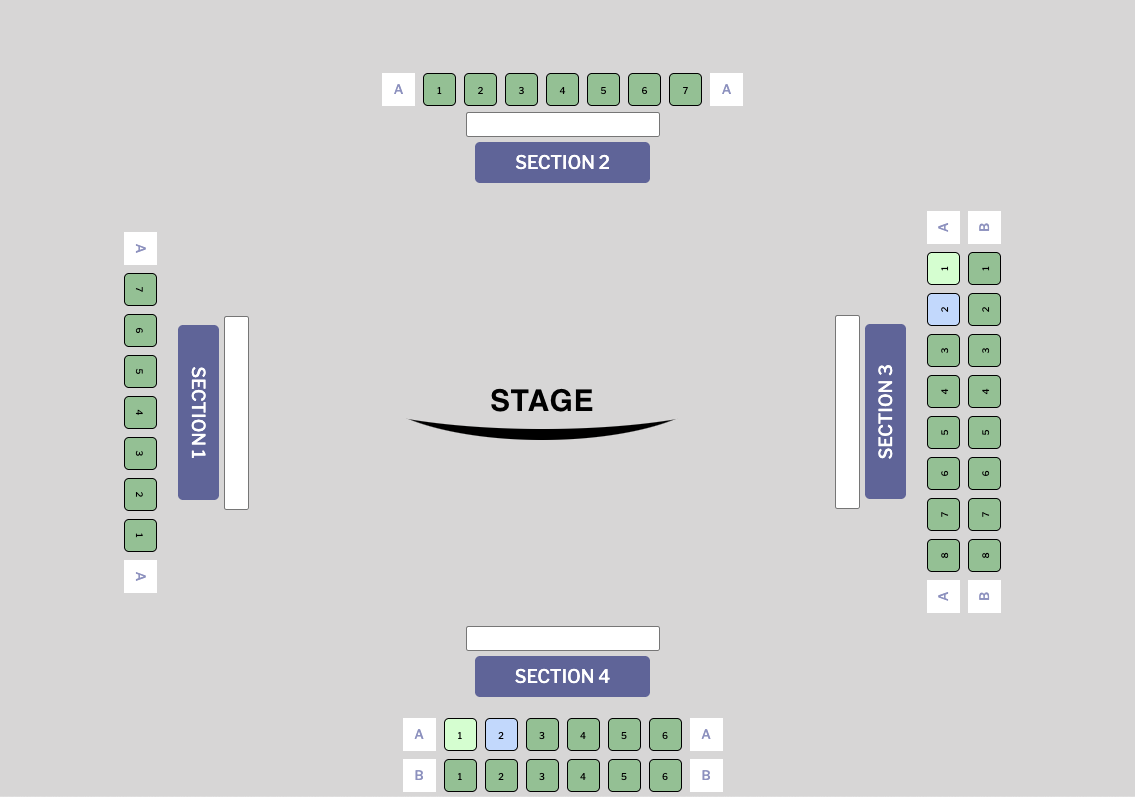 A 1 2 3 4 5 6 7 A
SECTION 2
A
7
6
5
4
3
2
1
A
SECTION 1
STAGE
SECTION 3
A B
1 1
2 2
3 3
4 4
5 5
6 6
7 7
8 8
A B
SECTION 4
A 1 2 3 4 5 6 A
B 1 2 3 4 5 6 B